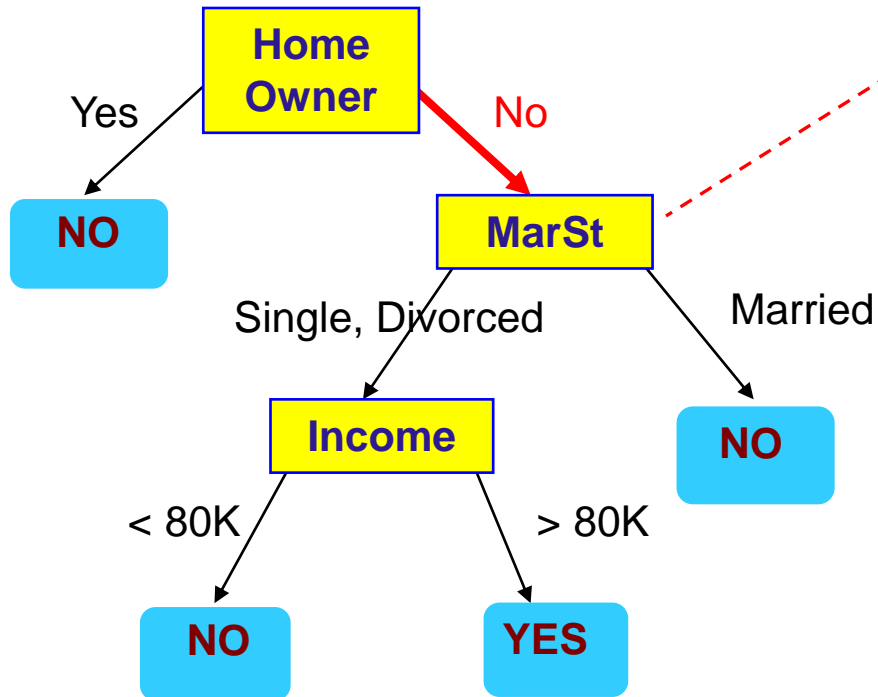 Home
Owner
Yes
No
NO
MarSt
Single, Divorced
Married
Income
NO
< 80K
> 80K
NO
YES